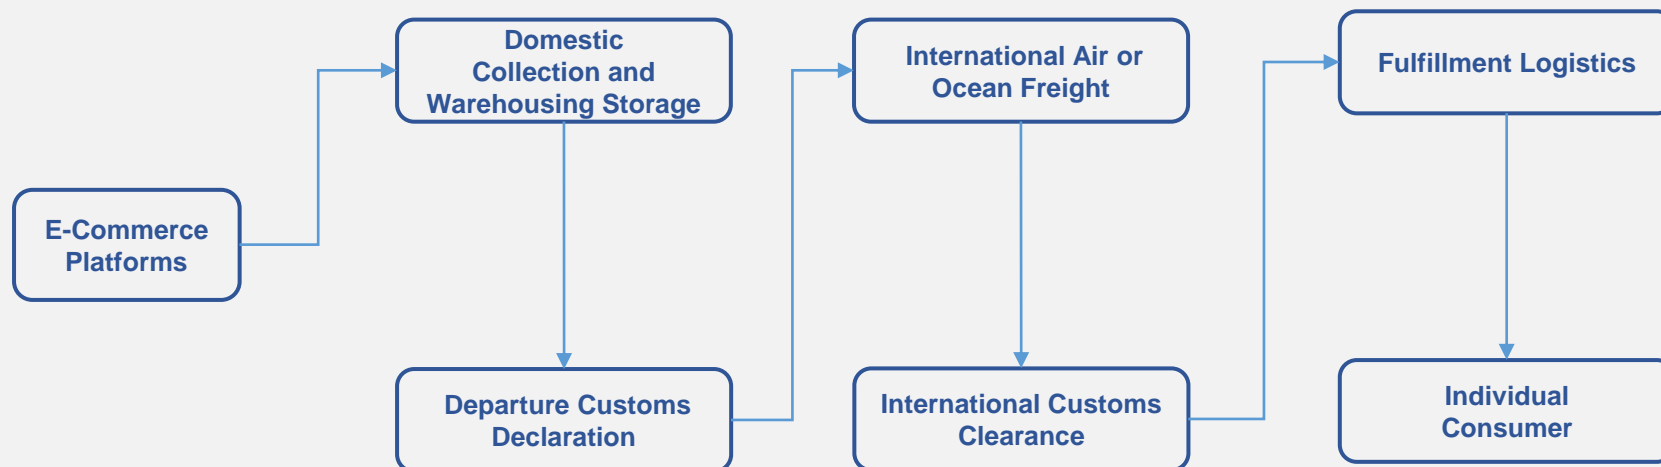 E-Commerce
Platforms
Domestic
Collection and
Warehousing Storage
Departure Customs
Declaration
International Air or
Ocean Freight
International Customs
Clearance
Fulfillment Logistics
Individual
Consumer